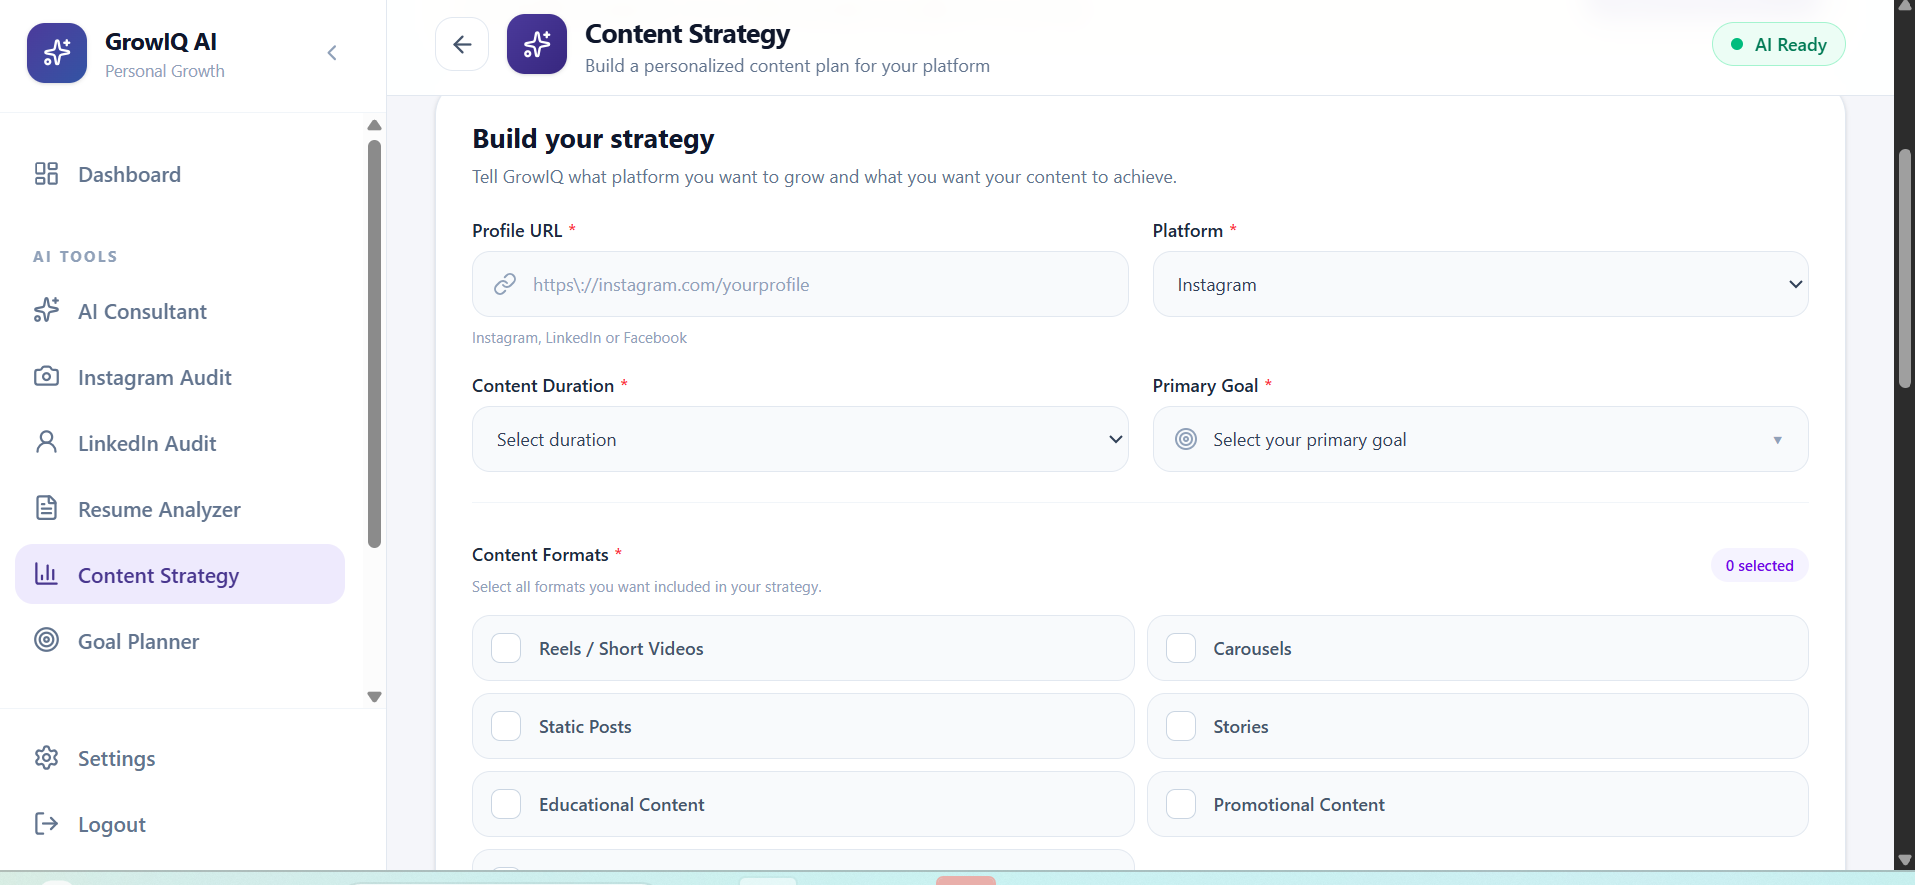 GrowIQ AI
Personal Growth
Dashboard
AI TOOLS
AI Consultant
Instagram Audit
LinkedIn Audit
Resume Analyzer
Content Strategy
Goal Planner
Settings
Logout
Content Strategy
Build a personalized content plan for your platform
AI Ready
Build your strategy
Tell GrowIQ what platform you want to grow and what you want your content to achieve.
Profile URL *
https\://instagram.com/yourprofile
Instagram, LinkedIn or Facebook
Platform *
Instagram
Content Duration *
Select duration
Primary Goal *
Select your primary goal
Content Formats *
Select all formats you want included in your strategy.
0 selected
Reels / Short Videos
Carousels
Static Posts
Stories
Educational Content
Promotional Content